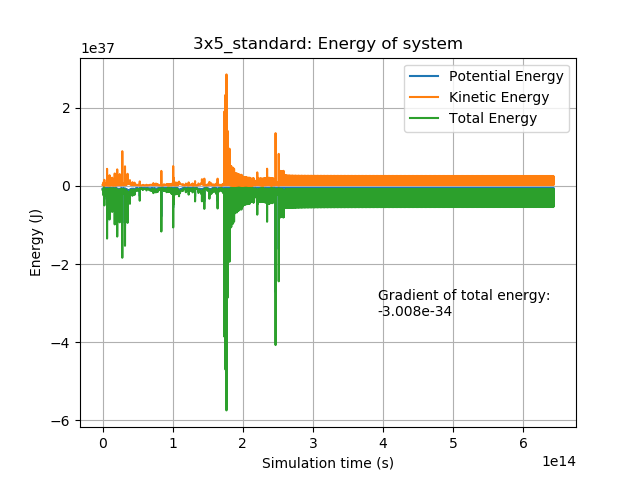 3x5_standard: Energy of system
1e37
Potential Energy
Kinetic Energy
Total Energy
2
0
−2
−4
−6
Energy (J)
Gradient of total energy:
-3.008e-34
0 1 2 3 4 5 6
1e14
Simulation time (s)